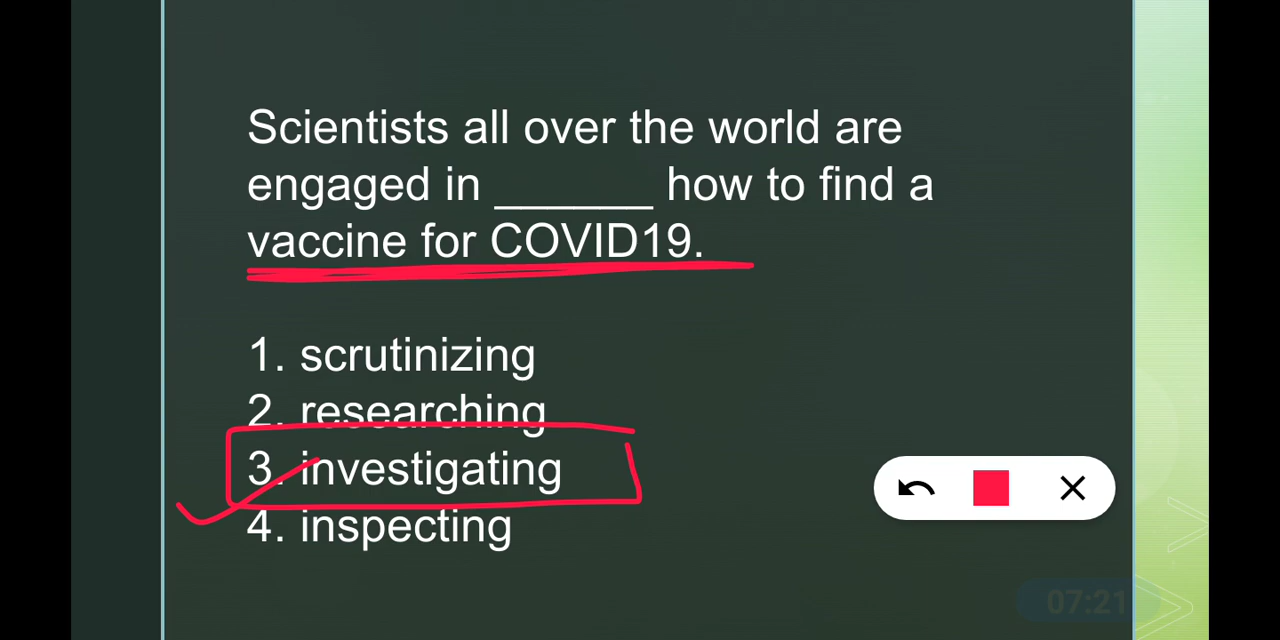 Scientists all over the world are
engaged in ______ how to find a
vaccine for COVID19.
1. scrutinizing
2. researching
3. investigating
4. inspecting
07:21